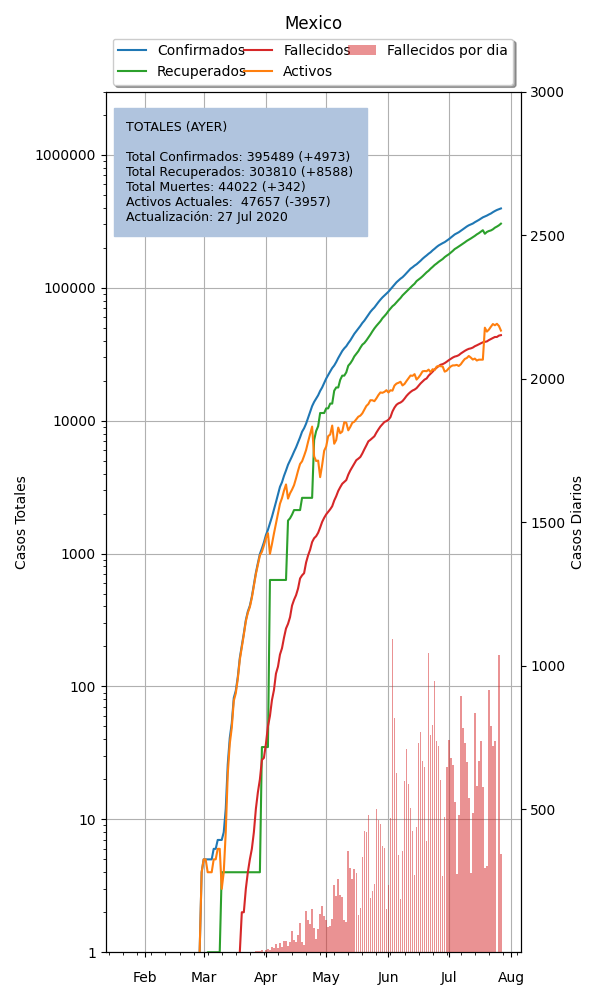 Mexico
Confirmados
Fallecidos
Fallecidos por dia
Recuperados
Activos
TOTALES (AYER)
Total Confirmados: 395489 (+4973)
Total Recuperados: 303810 (+8588)
Total Muertes: 44022 (+342)
Activos Actuales:  47657 (-3957)
Actualización: 27 Jul 2020
Casos Totales
1000000
100000
10000
1000
100
10
1
3000
2500
2000
1500
1000
500
Casos Diarios
Feb
Mar
Apr
May
Jun
Jul
Aug